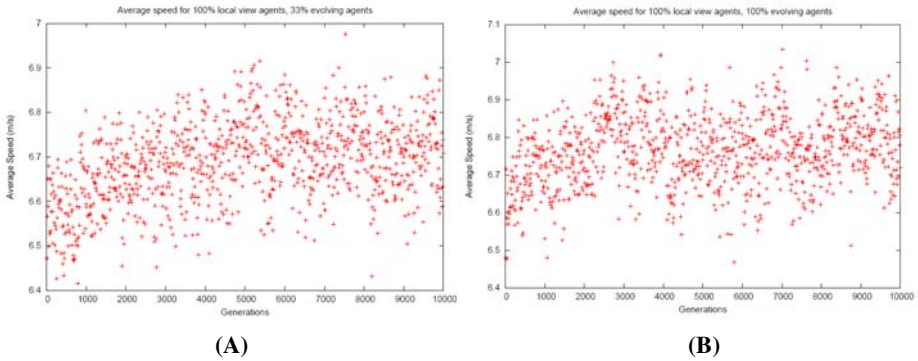 Average speed for 100% local view agents, 33% evolving agents
7
6.9
6.8
6.7
6.6
6.5
6.4
Average Speed (m/s)
0 1000 2000 3000 4000 5000 6000 7000 8000 9000 10000
Generations
(A)
Average speed for 100% local view agents, 100% evolving agents
7.1
7
6.9
6.8
6.7
6.6
6.5
6.4
Average Speed (m/s)
0 1000 2000 3000 4000 5000 6000 7000 8000 9000 10000
Generations
(B)